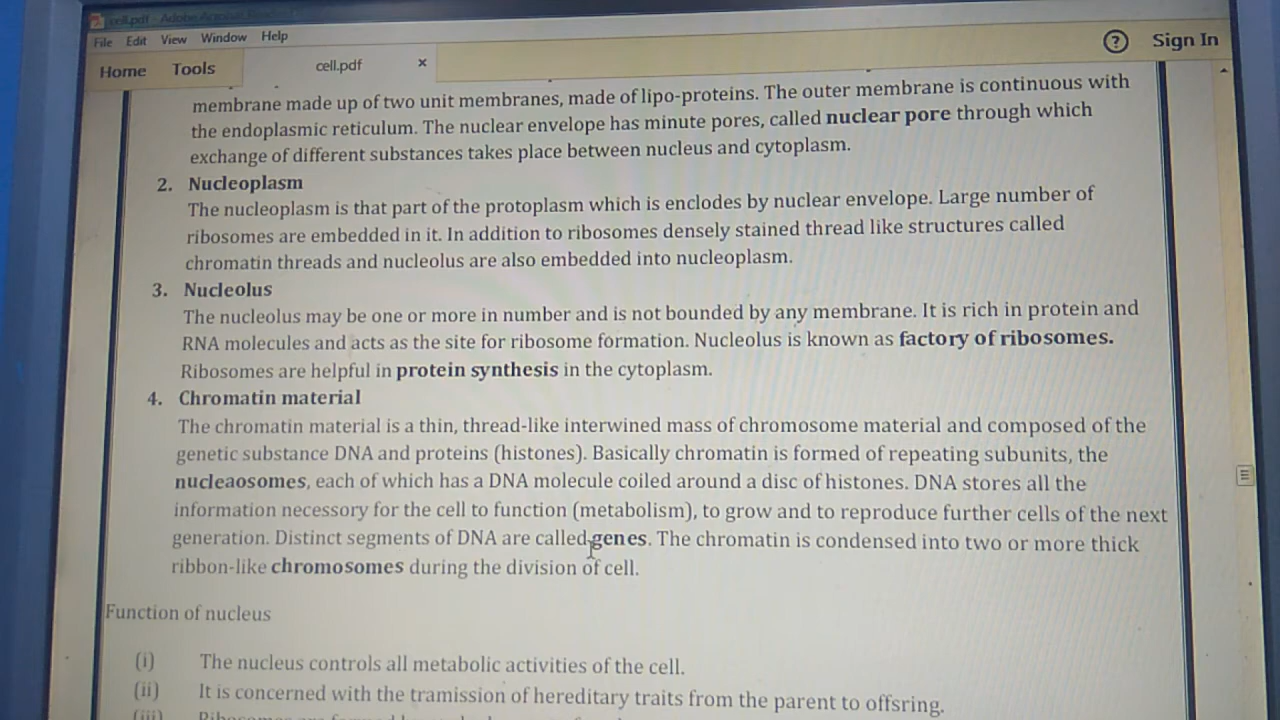 cell.pdf - Adobe Acrobat Reader
File Edit View Window Help
Home Tools cell.pdf × ? Sign In
membrane made up of two unit membranes, made of lipo-proteins. The outer membrane is continuous with
the endoplasmic reticulum. The nuclear envelope has minute pores, called nuclear pore through which
exchange of different substances takes place between nucleus and cytoplasm.
2. Nucleoplasm
The nucleoplasm is that part of the protoplasm which is enclodes by nuclear envelope. Large number of
ribosomes are embedded in it. In addition to ribosomes densely stained thread like structures called
chromatin threads and nucleolus are also embedded into nucleoplasm.
3. Nucleolus
The nucleolus may be one or more in number and is not bounded by any membrane. It is rich in protein and
RNA molecules and acts as the site for ribosome formation. Nucleolus is known as factory of ribosomes.
Ribosomes are helpful in protein synthesis in the cytoplasm.
4. Chromatin material
The chromatin material is a thin, thread-like interwined mass of chromosome material and composed of the
genetic substance DNA and proteins (histones). Basically chromatin is formed of repeating subunits, the
nucleaosomes, each of which has a DNA molecule coiled around a disc of histones. DNA stores all the
information necessory for the cell to function (metabolism), to grow and to reproduce further cells of the next
generation. Distinct segments of DNA are called genes. The chromatin is condensed into two or more thick
ribbon-like chromosomes during the division of cell.
Function of nucleus
(i) The nucleus controls all metabolic activities of the cell.
(ii) It is concerned with the tramission of hereditary traits from the parent to offsring.
(iii)